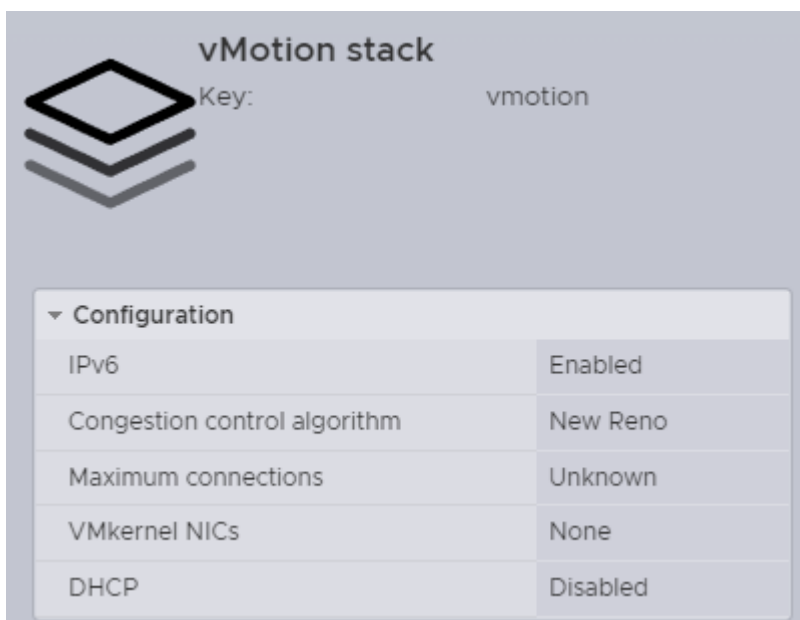 vMotion stack
Key: vmotion
Configuration
IPv6 Enabled
Congestion control algorithm New Reno
Maximum connections Unknown
VMkernel NICs None
DHCP Disabled